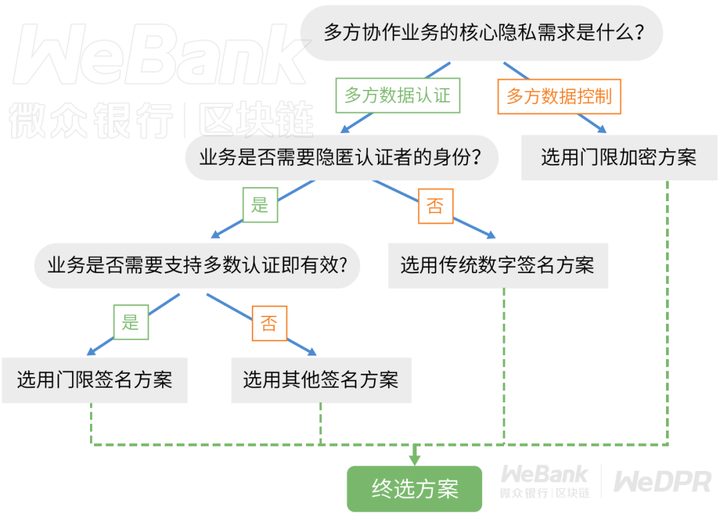 WeBank
微众银行 | 区块链
多方协作业务的核心隐私需求是什么？
多方数据认证
多方数据控制
业务是否需要隐匿认证者的身份？
选用门限加密方案
是
否
业务是否需要支持多数认证即有效?
选用传统数字签名方案
是
否
选用门限签名方案
选用其他签名方案
终选方案
WeBank
微众银行 | 区块链
WeDPR